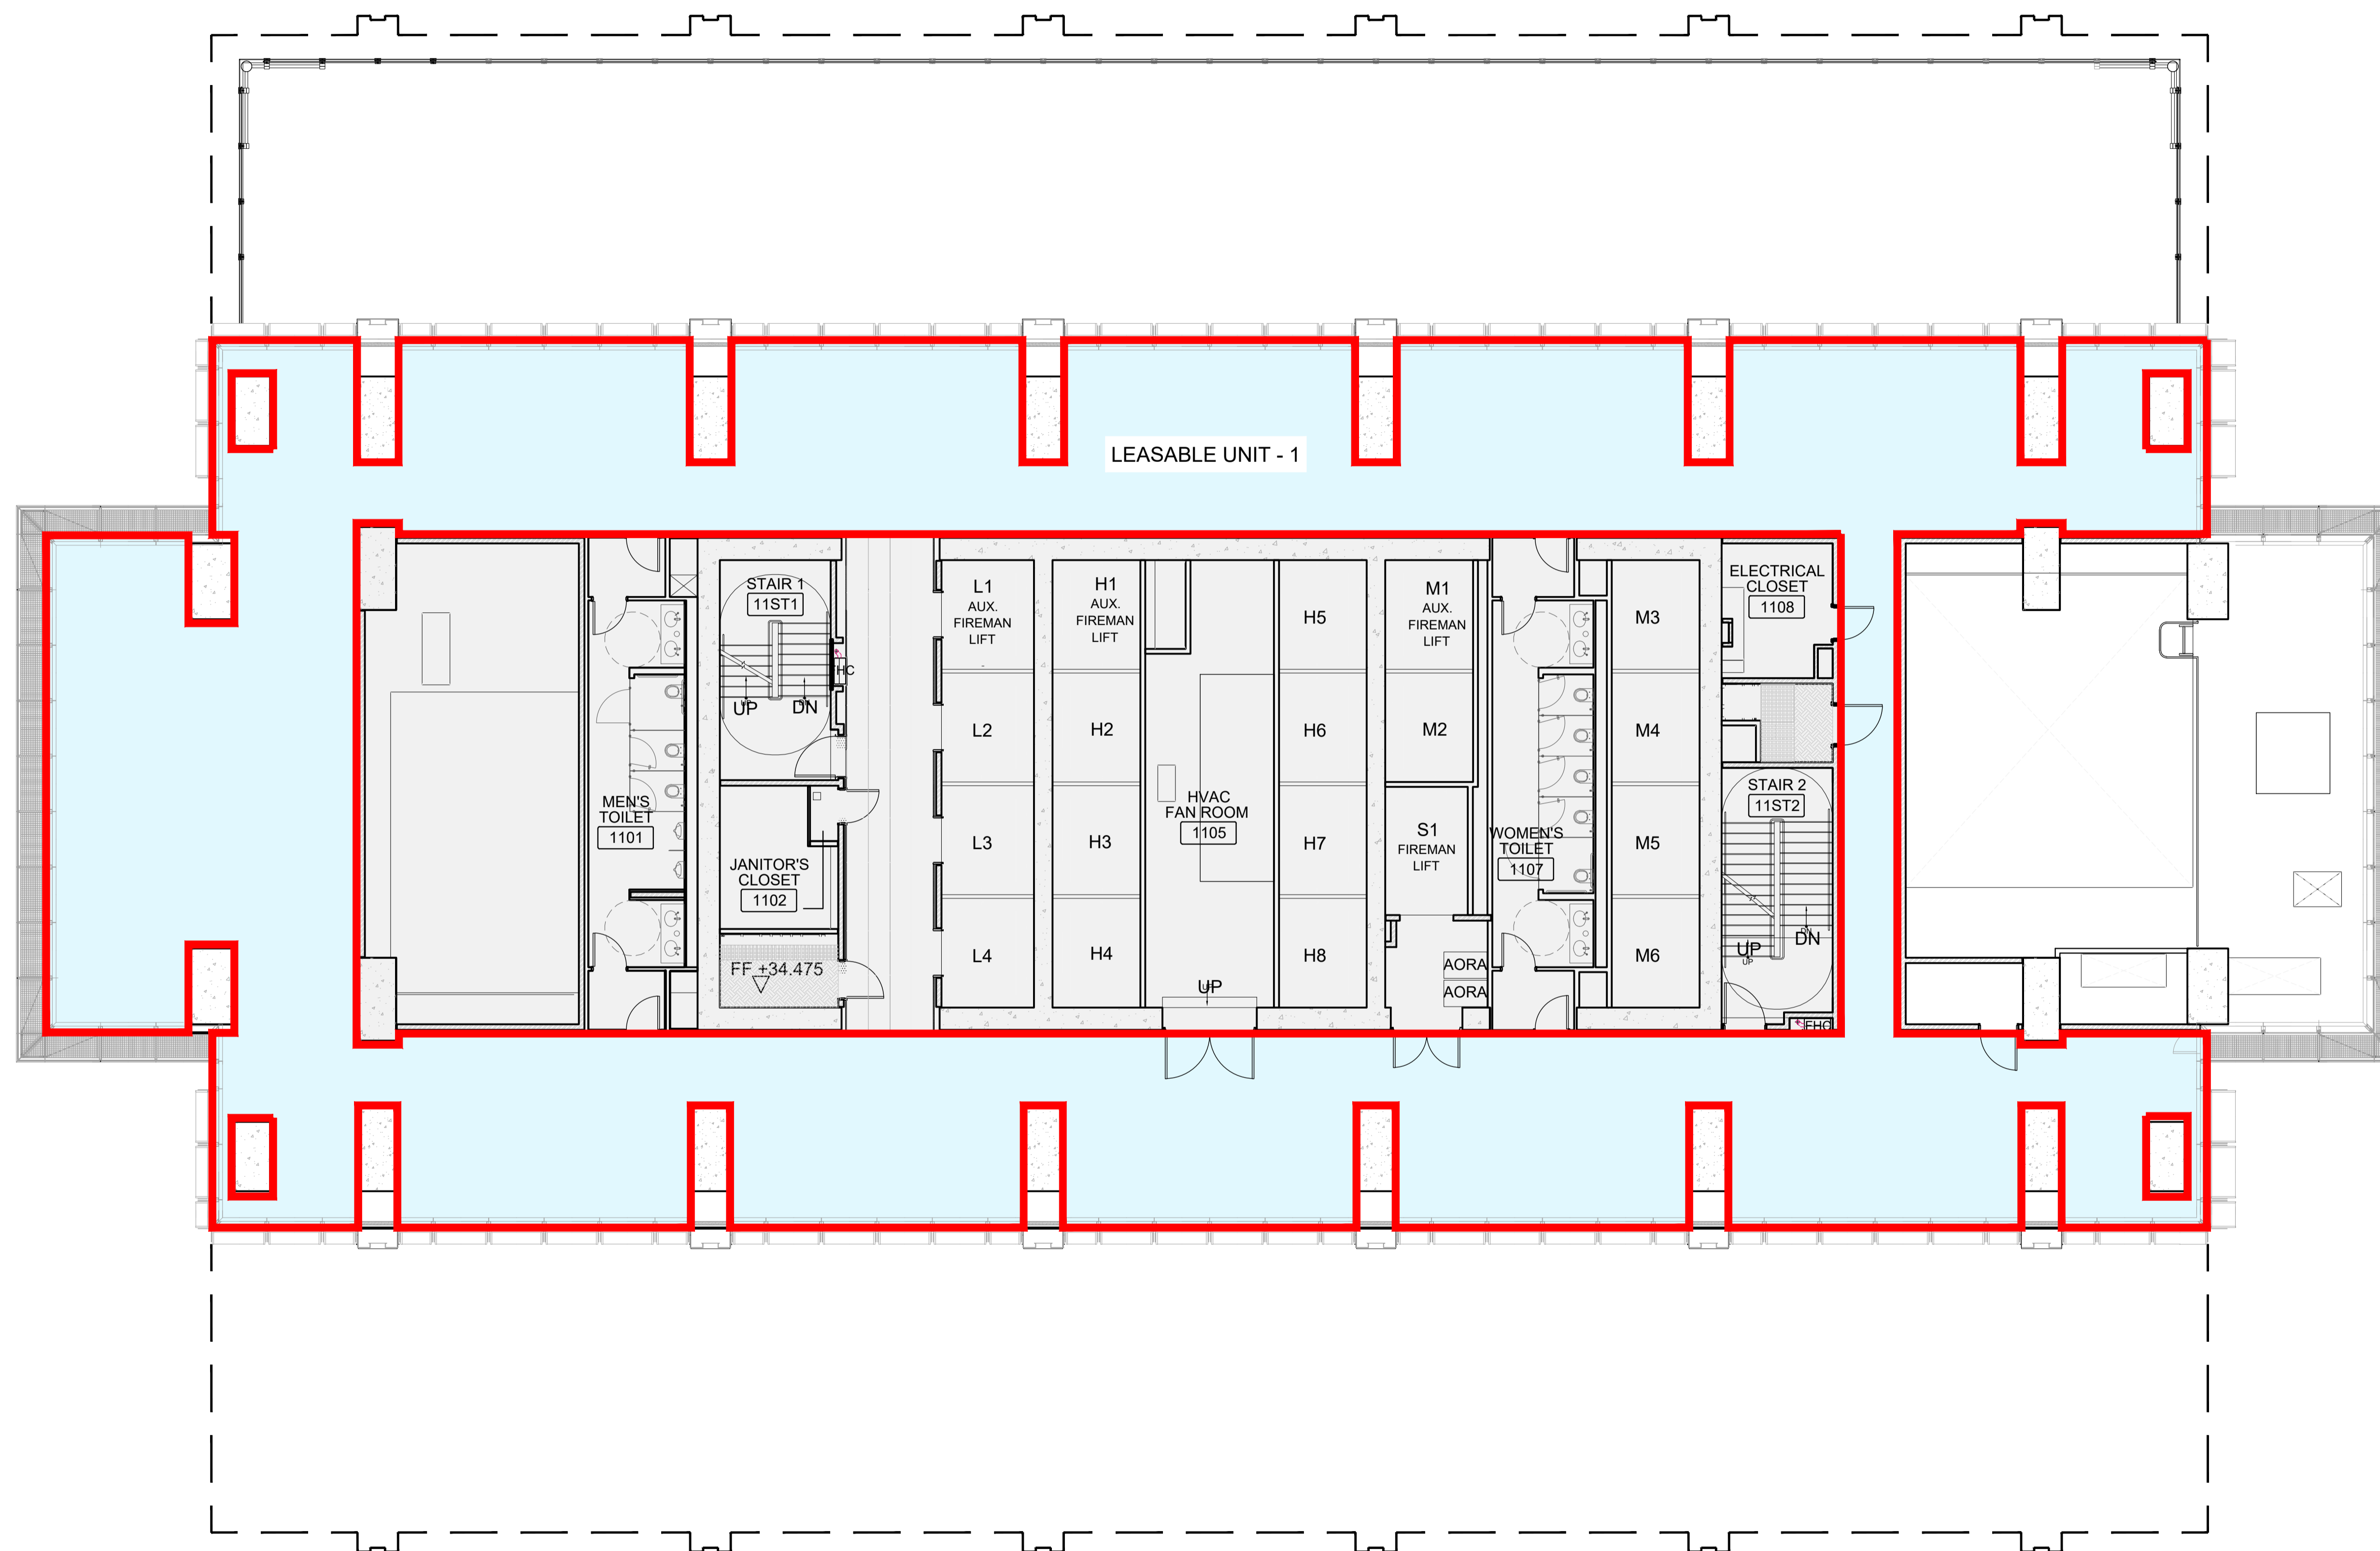 LEASABLE UNIT - 1
STAIR 1
11ST1
UP
DN
HC
MEN'S
TOILET
1101
JANITOR'S
CLOSET
1102
FF +34.475
L1
AUX.
FIREMAN
LIFT
L2
L3
L4
H1
AUX.
FIREMAN
LIFT
H2
H3
H4
HVAC
FAN ROOM
1105
UP
H5
H6
H7
H8
M1
AUX.
FIREMAN
LIFT
M2
S1
FIREMAN
LIFT
AORA
AORA
WOMEN'S
TOILET
1107
M3
M4
M5
M6
ELECTRICAL
CLOSET
1108
STAIR 2
11ST2
UP
UP
DN
FHC